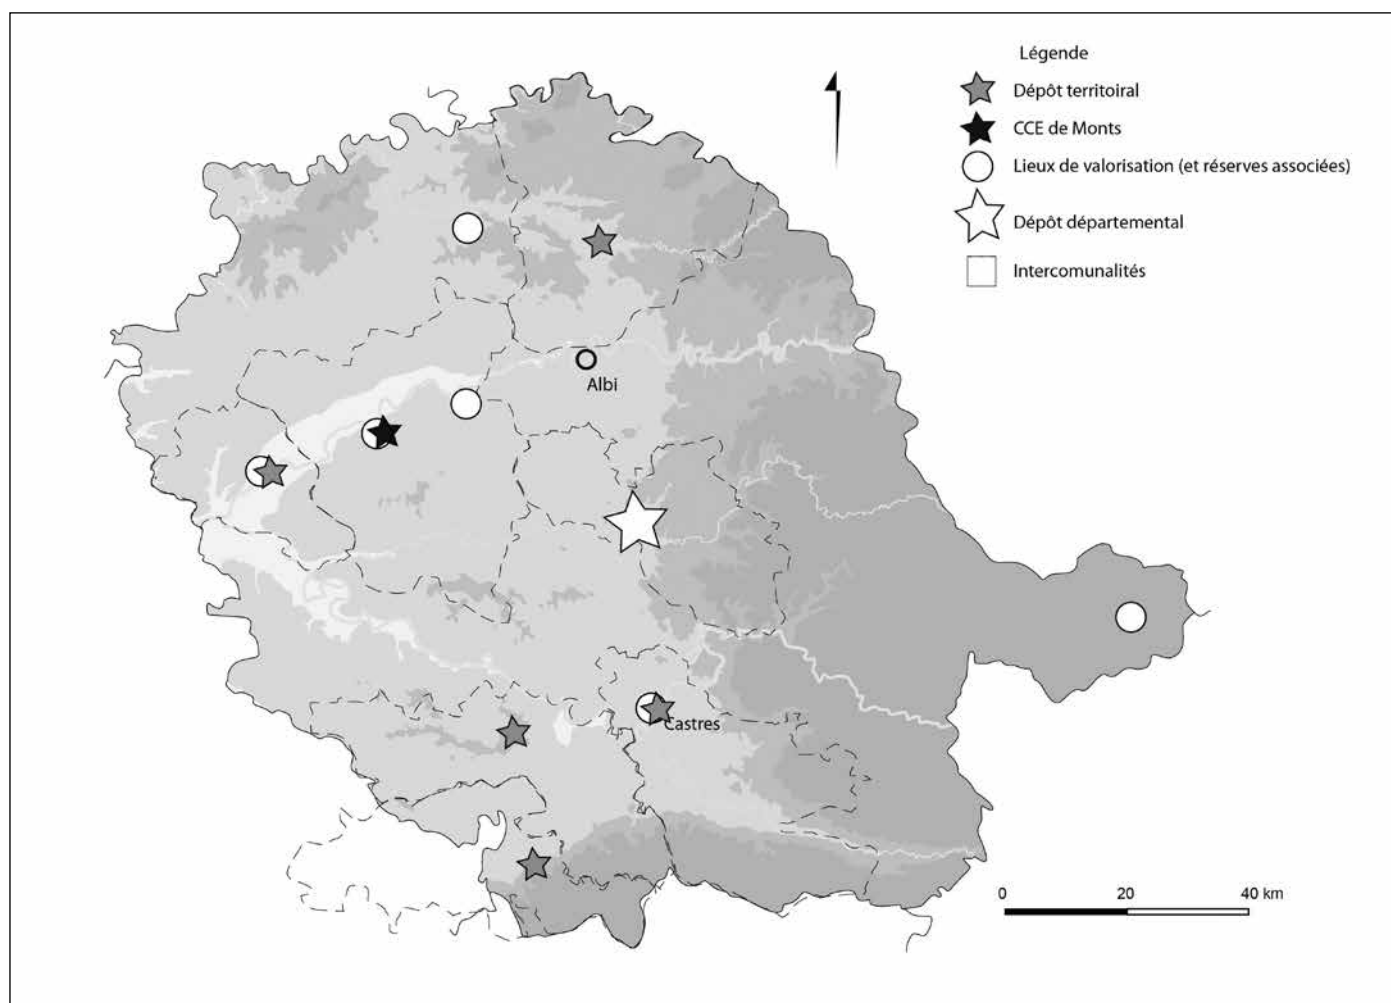 Légende
Dépôt territoiral
CCE de Monts
Lieux de valorisation (et réserves associées)
Dépôt départemental
Intercomunalités
Albi
Castres
0 20 40 km